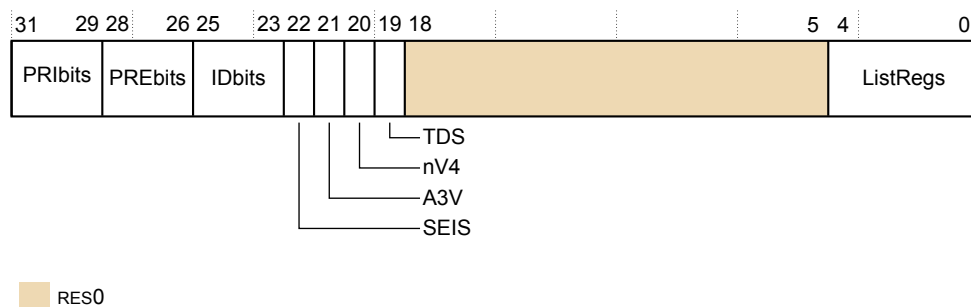 31 29 28 26 25 23 22 21 20 19 18 5 4 0
PRIbits PREbits IDbits ListRegs
TDS
nV4
A3V
SEIS
RES0